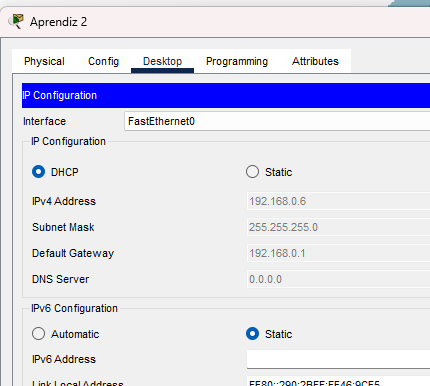 Aprendiz 2
Physical Config Desktop Programming Attributes
IP Configuration
Interface FastEthernet0
IP Configuration
DHCP Static
IPv4 Address 192.168.0.6
Subnet Mask 255.255.255.0
Default Gateway 192.168.0.1
DNS Server 0.0.0.0
IPv6 Configuration
Automatic Static
IPv6 Address
Link Local Address FE80::290:2BFF:FE46:9CE5